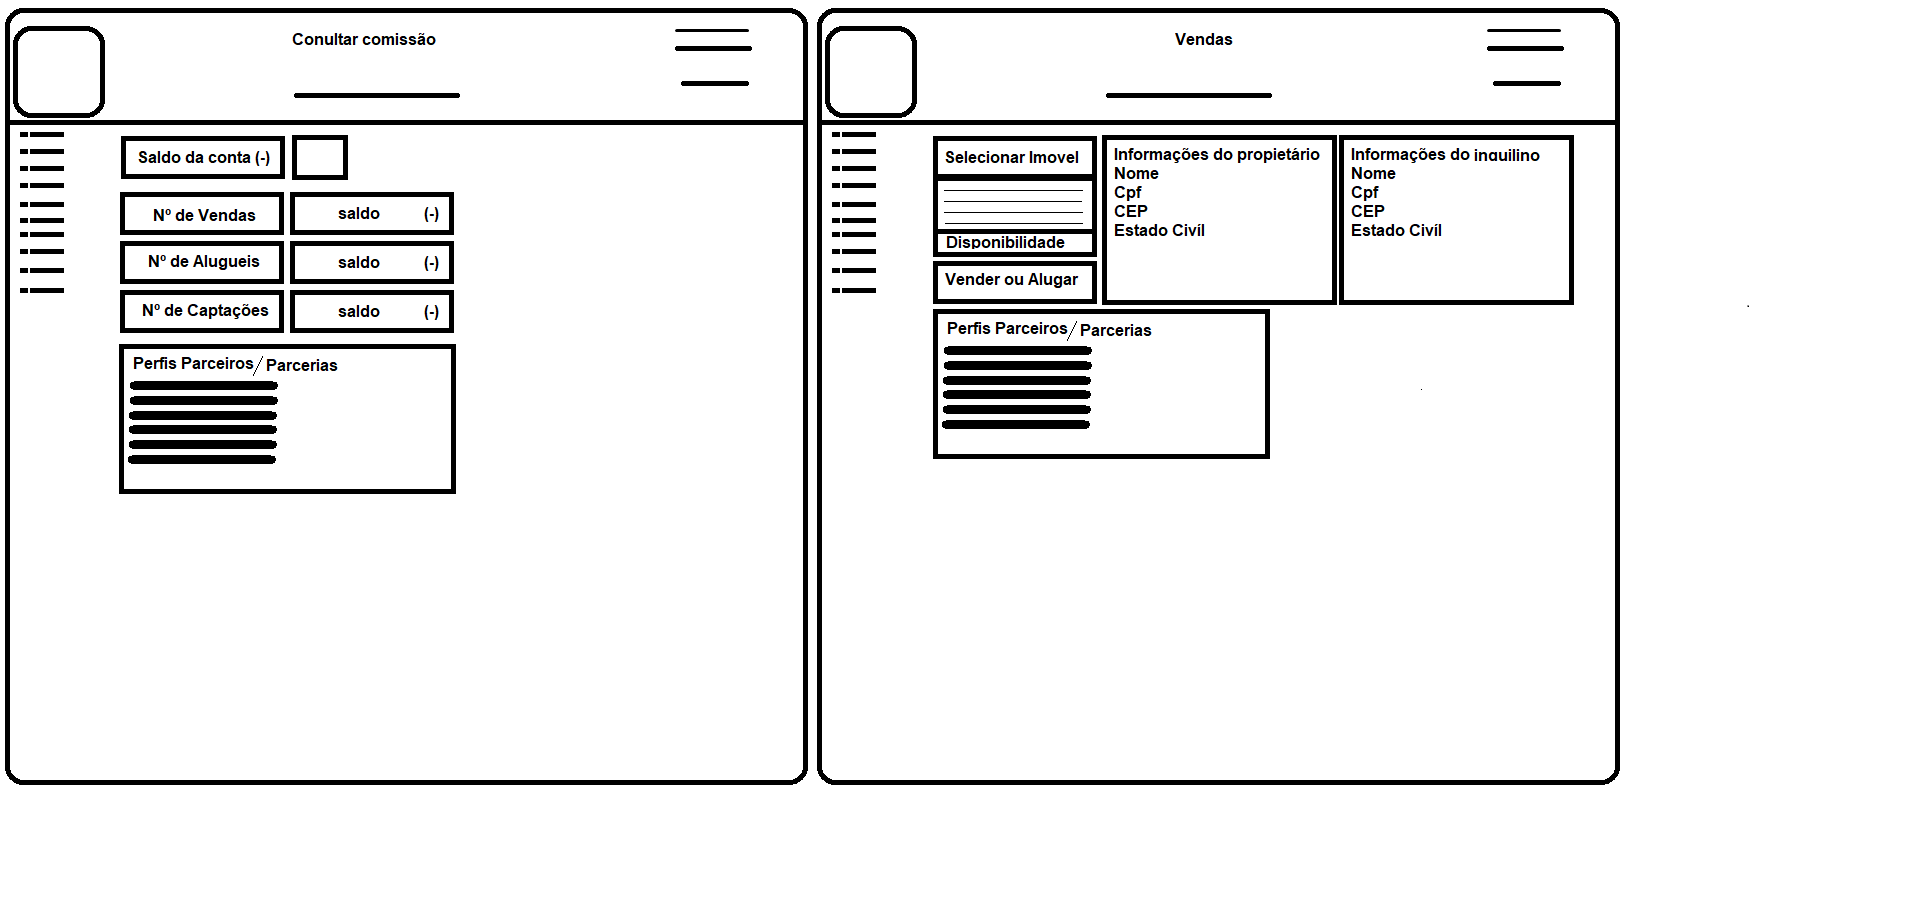 Conultar comissão
Saldo da conta (-)
Nº de Vendas
saldo (-)
Nº de Alugueis
saldo (-)
Nº de Captações
saldo (-)
Perfis Parceiros/Parcerias
Vendas
Selecionar Imovel
Disponibilidade
Vender ou Alugar
Informações do propietário
Nome
Cpf
CEP
Estado Civíl
Informações do inquilino
Nome
Cpf
CEP
Estado Civíl
Perfis Parceiros/Parcerias